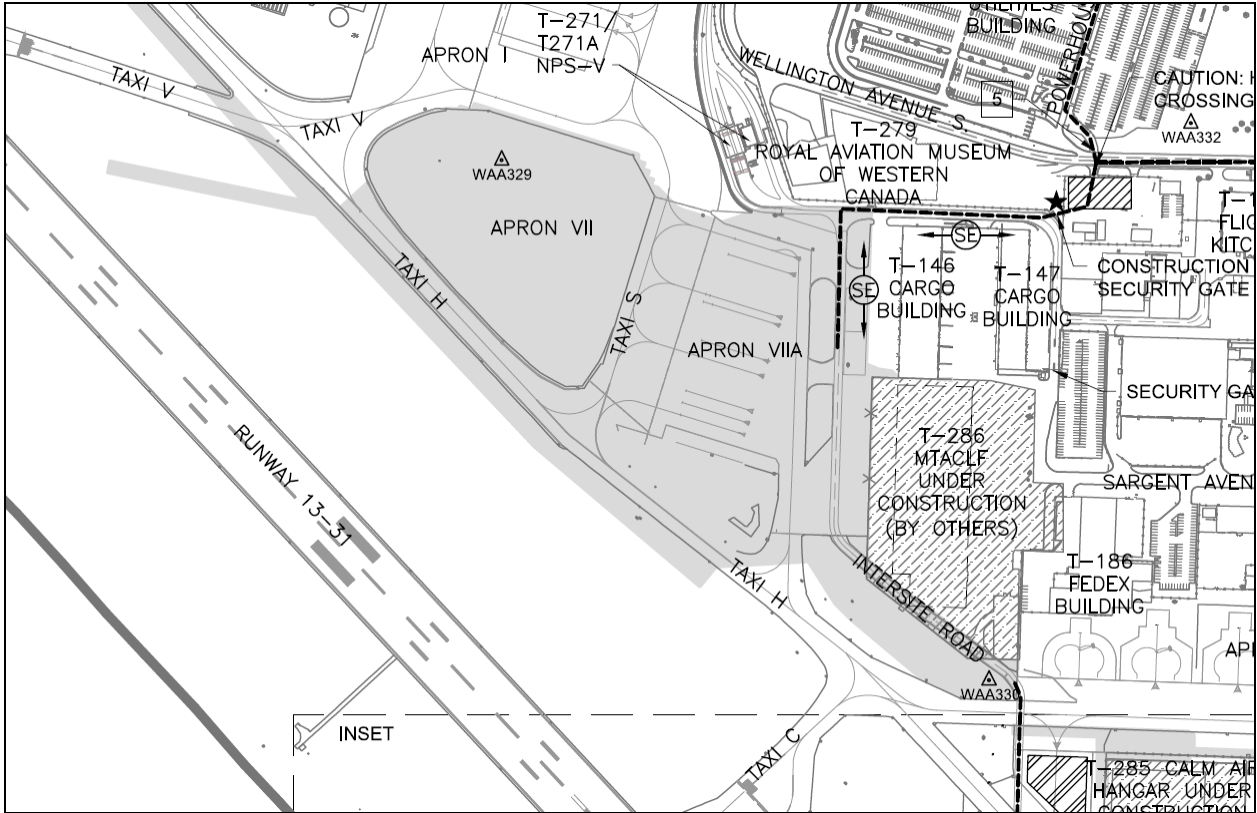 T-271/
T271A
NPS-V
APRON I
UTILITIES
BUILDING
WELLINGTON AVENUE S.
5
CAUTION:
CROSSING
WAA332
TAXI V
TAXI V
T-279
ROYAL AVIATION MUSEUM
OF WESTERN
CANADA
WAA329
APRON VII
TAXI H
TAXI S
SE
SE
T-146
CARGO
BUILDING
T-147
CARGO
BUILDING
CONSTRUCTION
SECURITY GATE
APRON VIIA
SECURITY
RUNWAY 13-31
T-286
MTACLF
UNDER
CONSTRUCTION
(BY OTHERS)
SARGENT
T-186
FEDEX
BUILDING
TAXI H
INTERSITE ROAD
WAA330
INSET
TAXI C
T-285 CALM
HANGAR UNDER
CONSTRUCTION